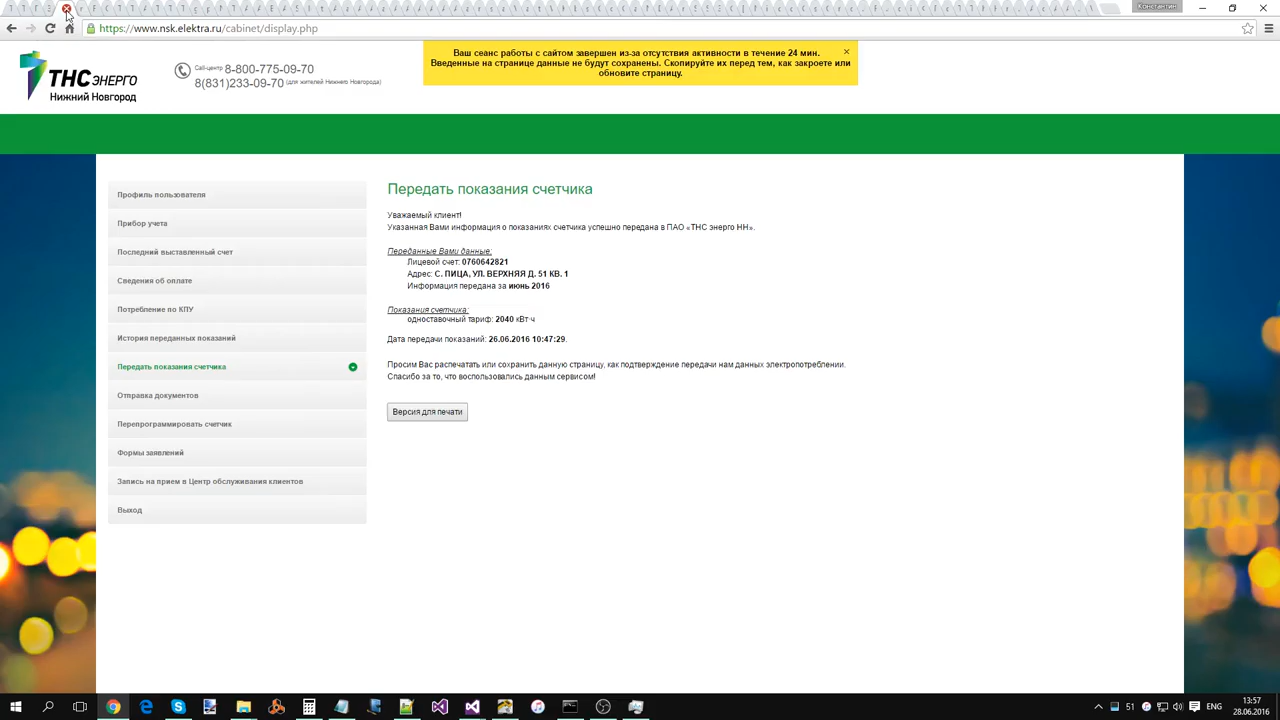 Константин
https://www.nsk.elektra.ru/cabinet/display.php
Ваш сеанс работы с сайтом завершен из-за отсутствия активности в течение 24 мин.
Введенные на странице данные не будут сохранены. Скопируйте их перед тем, как закроете или
обновите страницу.
ТНС энерго
Нижний Новгород
Call-центр 8-800-775-09-70
8(831)233-09-70 (для жителей Нижнего Новгорода)
Профиль пользователя
Прибор учета
Последний выставленный счет
Сведения об оплате
Потребление по КПУ
История переданных показаний
Передать показания счетчика
Отправка документов
Перепрограммировать счетчик
Формы заявлений
Запись на прием в Центр обслуживания клиентов
Выход
Передать показания счетчика
Уважаемый клиент!
Указанная Вами информация о показаниях счетчика успешно передана в ПАО «ТНС энерго НН».
Переданные Вами данные:
Лицевой счет: 0760642821
Адрес: С. ПИЦА, УЛ. ВЕРХНЯЯ Д. 51 КВ. 1
Информация передана за июнь 2016
Показания счетчика:
одноставочный тариф: 2040 кВт·ч
Дата передачи показаний: 26.06.2016 10:47:29.
Просим Вас распечатать или сохранить данную страницу, как подтверждение передачи нам данных электропотреблении.
Спасибо за то, что воспользовались данным сервисом!
Версия для печати
51
ENG
13:57
28.06.2016